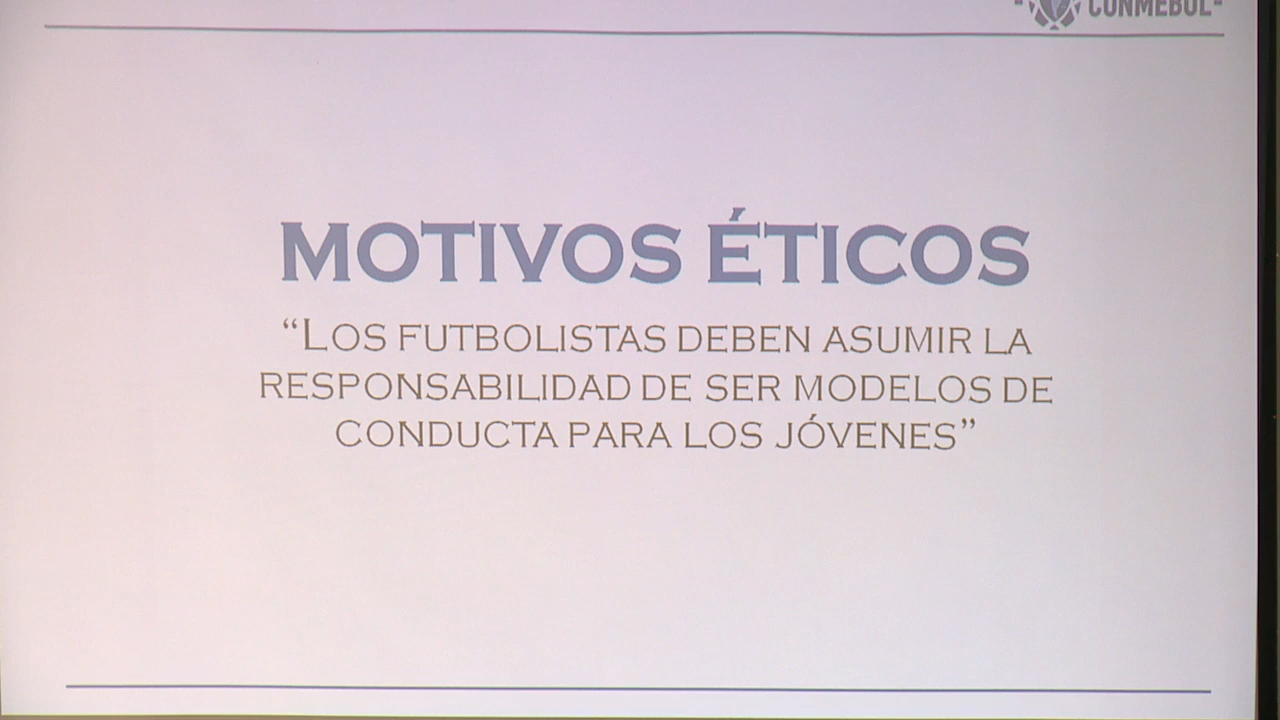 CONMEBOL
MOTIVOS ÉTICOS
“LOS FUTBOLISTAS DEBEN ASUMIR LA
RESPONSABILIDAD DE SER MODELOS DE
CONDUCTA PARA LOS JÓVENES”